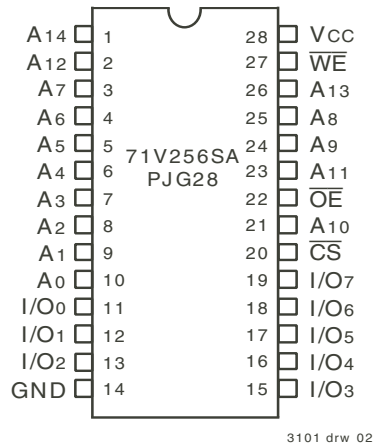 A14 1 28 VCC
A12 2 27 W̅E̅
A7 3 26 A13
A6 4 25 A8
A5 5 24 A9
A4 6 23 A11
A3 7 22 O̅E̅
A2 8 21 A10
A1 9 20 C̅S̅
A0 10 19 I/O7
I/O0 11 18 I/O6
I/O1 12 17 I/O5
I/O2 13 16 I/O4
GND 14 15 I/O3
71V256SA
PJG28
3101 drw 02